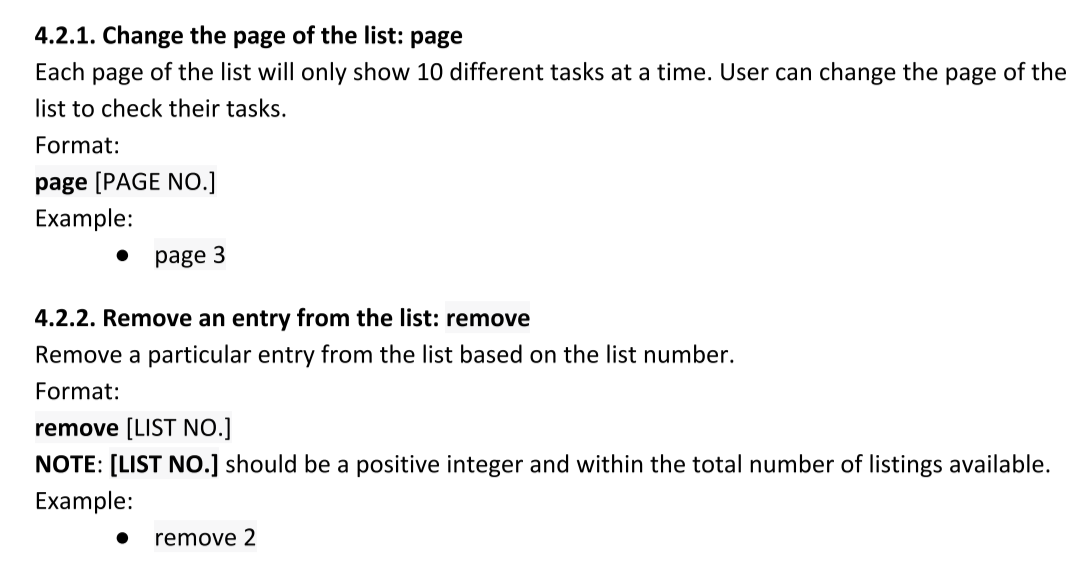 4.2.1. Change the page of the list: page
Each page of the list will only show 10 different tasks at a time. User can change the page of the
list to check their tasks.
Format:
page [PAGE NO.]
Example:
● page 3
4.2.2. Remove an entry from the list: remove
Remove a particular entry from the list based on the list number.
Format:
remove [LIST NO.]
NOTE: [LIST NO.] should be a positive integer and within the total number of listings available.
Example:
● remove 2